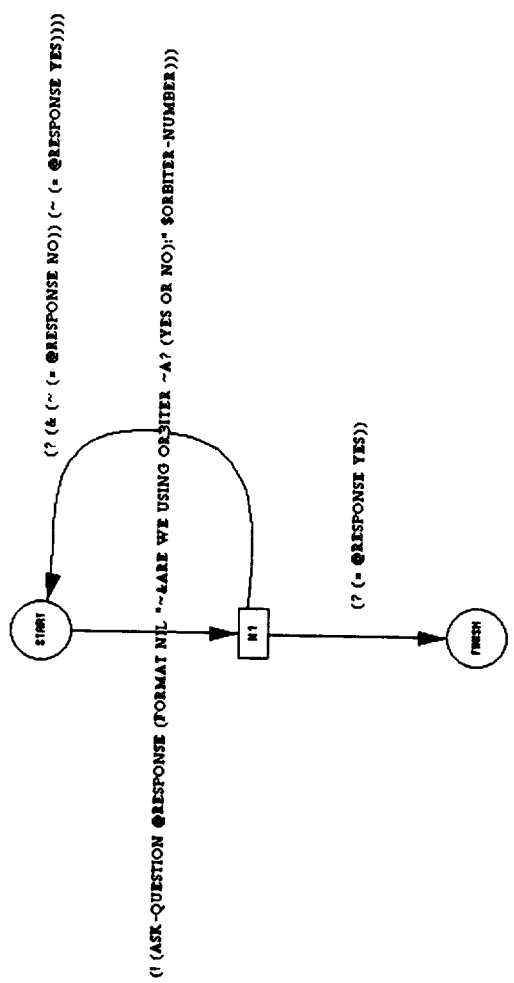 (? (& (~ (= @RESPONSE NO)) (~ (= @RESPONSE YES))))
START
(! (ASK-QUESTION @RESPONSE (FORMAT NIL "~&ARE WE USING ORBITER ~A? (YES OR NO):" $ORBITER-NUMBER)))
N1
(? (= @RESPONSE YES))
FINISH